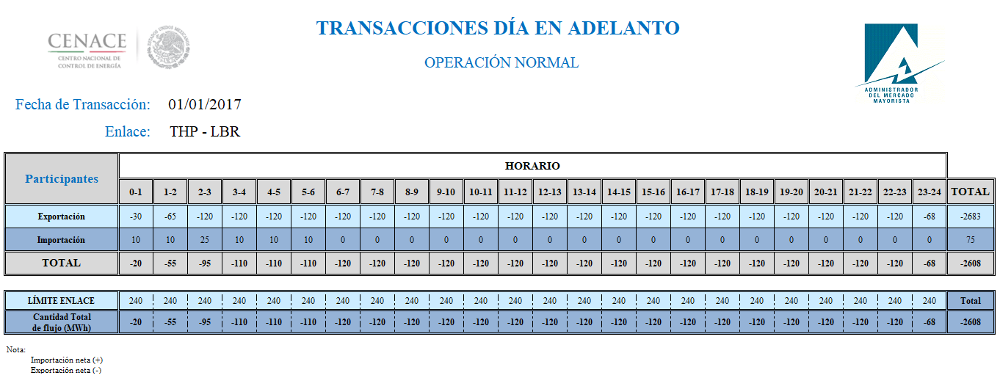 TRANSACCIONES DÍA EN ADELANTO
CENACE
CENTRO NACIONAL DE
CONTROL DE ENERGÍA
ESTADOS UNIDOS MEXICANOS
OPERACIÓN NORMAL
ADMINISTRADOR
DEL MERCADO
MAYORISTA
Fecha de Transacción: 01/01/2017
Enlace: THP - LBR
Participantes HORARIO
0-1 1-2 2-3 3-4 4-5 5-6 6-7 7-8 8-9 9-10 10-11 11-12 12-13 13-14 14-15 15-16 16-17 17-18 18-19 19-20 20-21 21-22 22-23 23-24 TOTAL
Exportación -30 -65 -120 -120 -120 -120 -120 -120 -120 -120 -120 -120 -120 -120 -120 -120 -120 -120 -120 -120 -120 -120 -120 -68 -2683
Importación 10 10 25 10 10 10 0 0 0 0 0 0 0 0 0 0 0 0 0 0 0 0 0 0 75
TOTAL -20 -55 -95 -110 -110 -110 -120 -120 -120 -120 -120 -120 -120 -120 -120 -120 -120 -120 -120 -120 -120 -120 -120 -68 -2608
LÍMITE ENLACE 240 240 240 240 240 240 240 240 240 240 240 240 240 240 240 240 240 240 240 240 240 240 240 240 Total
Cantidad Total
de flujo (MWh) -20 -55 -95 -110 -110 -110 -120 -120 -120 -120 -120 -120 -120 -120 -120 -120 -120 -120 -120 -120 -120 -120 -120 -68 -2608
Nota:
Importación neta (+)
Exportación neta (-)